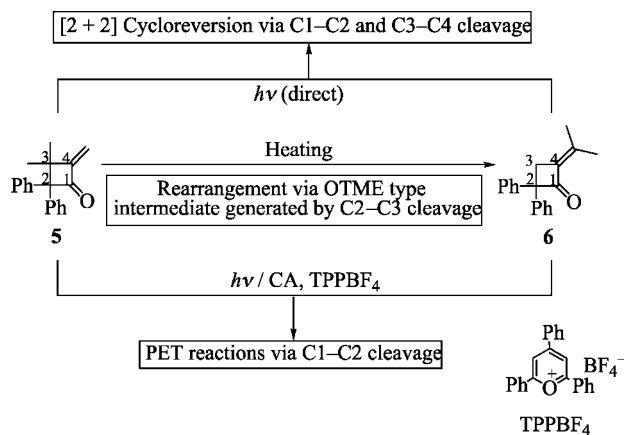 [2 + 2] Cycloreversion via C1–C2 and C3–C4 cleavage
hν (direct)
3 4
2 1
Ph
Ph O
5
Heating
Rearrangement via OTME type
intermediate generated by C2–C3 cleavage
3 4
2 1
Ph
Ph O
6
hν / CA, TPPBF₄
PET reactions via C1–C2 cleavage
Ph
BF₄⁻
Ph O⁺ Ph
TPPBF₄